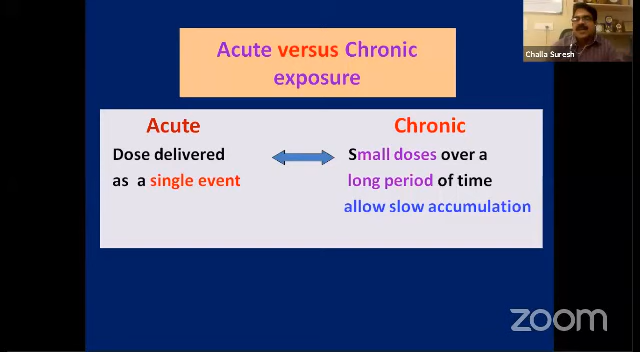 Acute versus Chronic
exposure
Challa Suresh
Acute
Dose delivered
as a single event
Chronic
Small doses over a
long period of time
allow slow accumulation
zoom